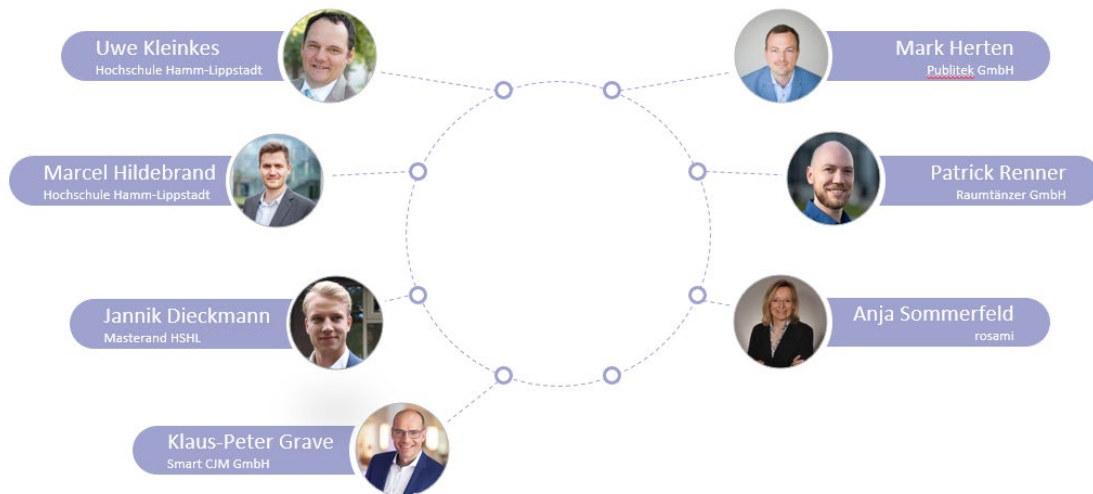 Uwe Kleinkes
Hochschule Hamm-Lippstadt
Mark Herten
Publitek GmbH
Marcel Hildebrand
Hochschule Hamm-Lippstadt
Patrick Renner
Raumtänzer GmbH
Jannik Dieckmann
Masterand HSHL
Anja Sommerfeld
rosami
Klaus-Peter Grave
Smart CJM GmbH